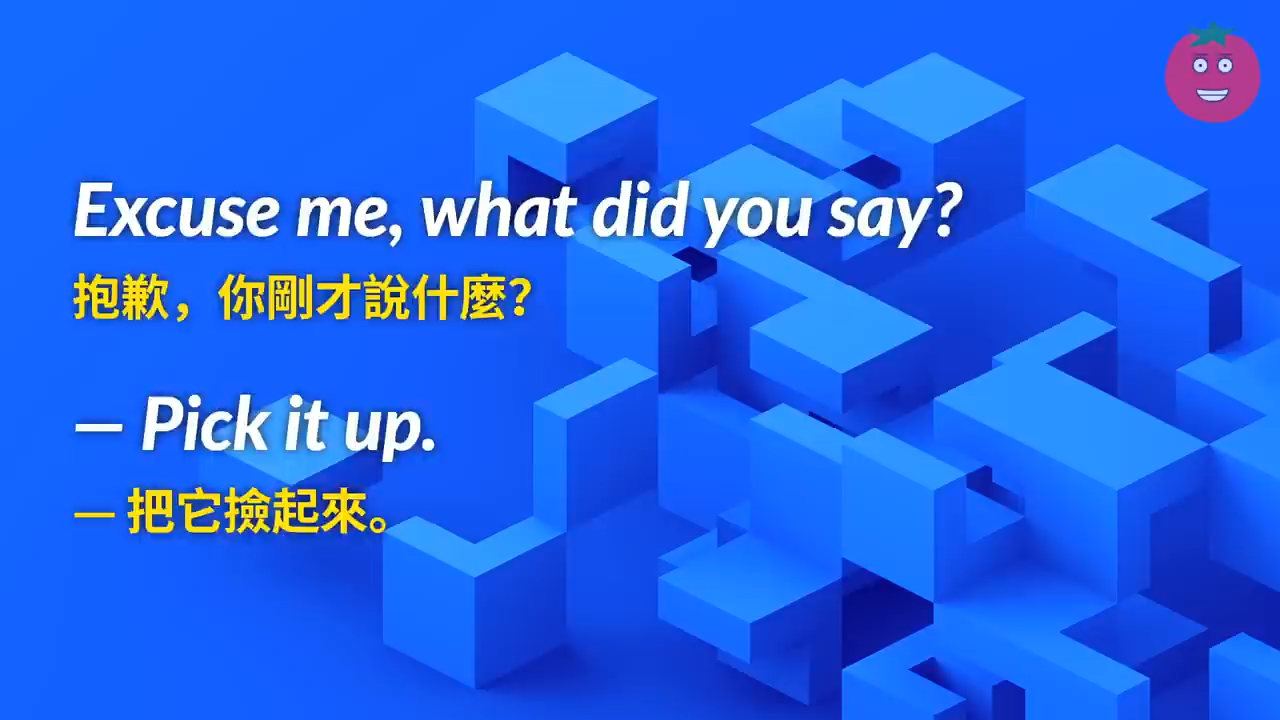 Excuse me, what did you say?
抱歉，你剛才說什麼？
— Pick it up.
— 把它撿起來。